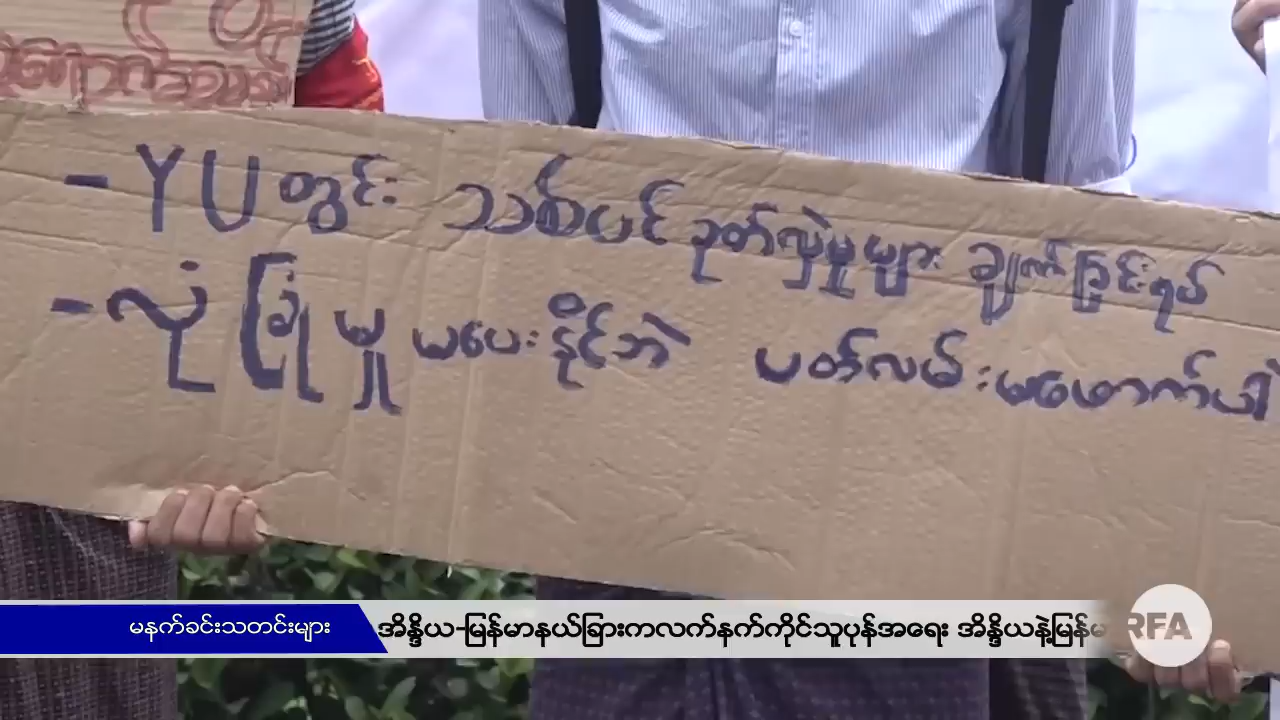 - YU တွင်း သစ်ပင် ခုတ်လှဲမှုများ ချက်ခြင်းရပ်
- လုံခြုံမှု မပေးနိုင်ဘဲ ပတ်လမ်းမဖောက်ပါ
မနက်ခင်းသတင်းများ
အိန္ဒိယ-မြန်မာနယ်ခြားကလက်နက်ကိုင်သူပုန်အရေး အိန္ဒိယနဲ့မြန်မ
RFA